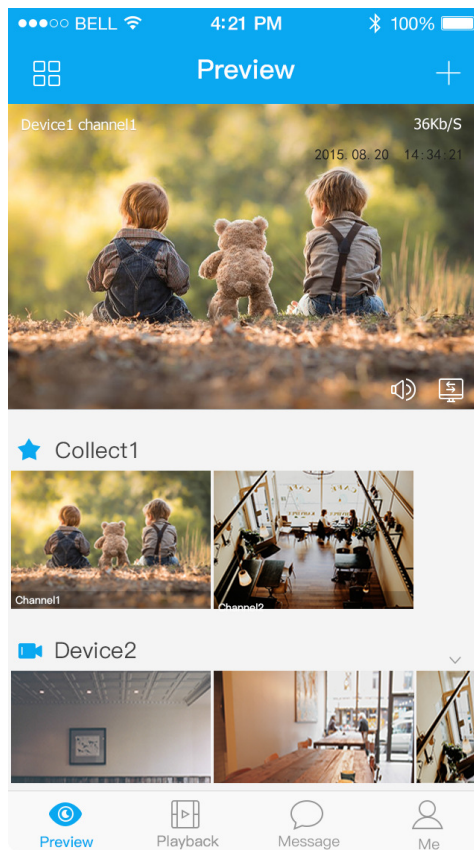 BELL 4:21 PM 100%
Preview
Device1 channel1 36Kb/S
2015. 08. 20 14:34:21
Collect1
Channel1 Channel2
Device2
Preview Playback Message Me